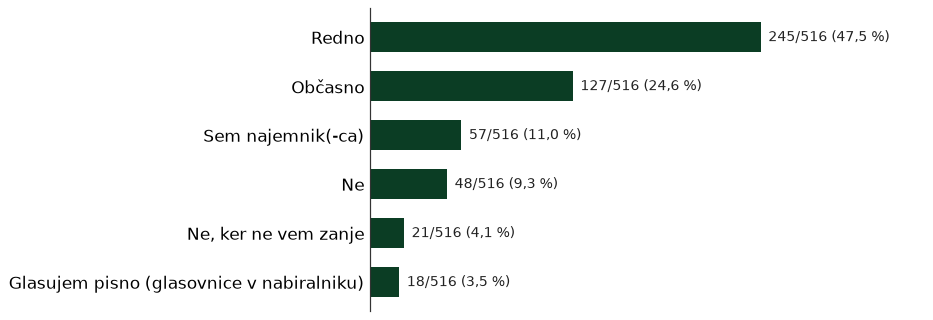 Redno 245/516 (47,5 %)
Občasno 127/516 (24,6 %)
Sem najemnik(-ca) 57/516 (11,0 %)
Ne 48/516 (9,3 %)
Ne, ker ne vem zanje 21/516 (4,1 %)
Glasujem pisno (glasovnice v nabiralniku) 18/516 (3,5 %)